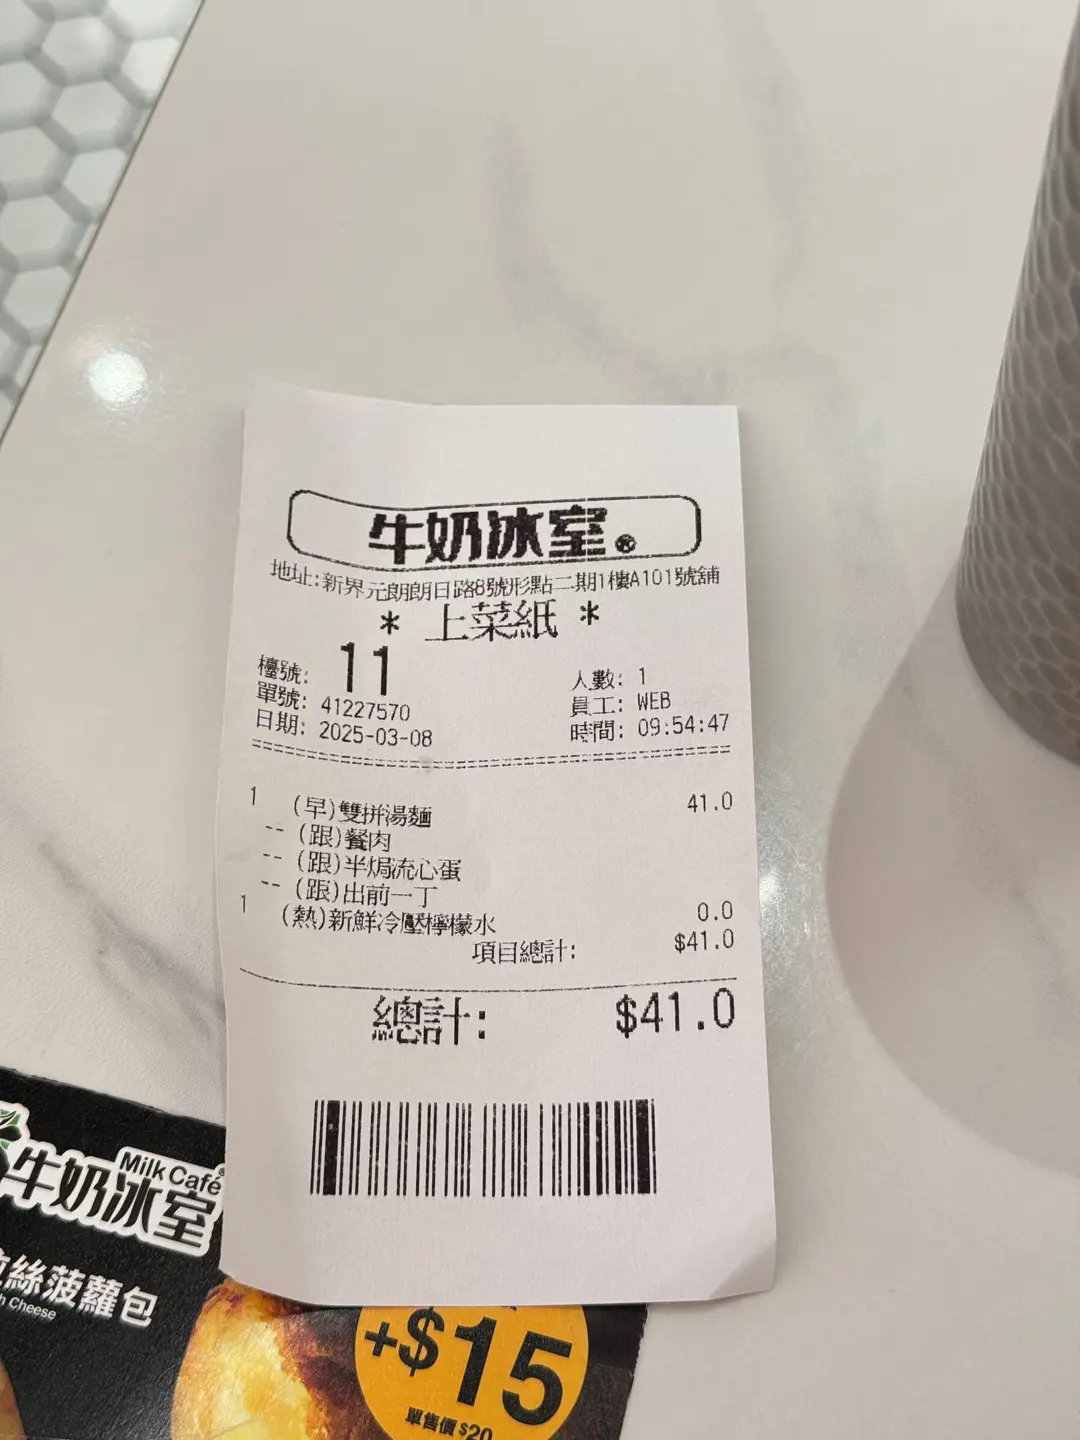 牛奶冰室®
地址:新界元朗朗日路8號形點二期1樓A101號舖
* 上菜紙 *
檯號: 11 人數: 1
單號: 41227570 員工: WEB
日期: 2025-03-08 時間: 09:54:47
1 (早)雙拼湯麵 41.0
-- (跟)餐肉
-- (跟)半焗流心蛋
-- (跟)出前一丁
1 (熱)新鮮冷壓檸檬水 0.0
項目總計: $41.0
總計: $41.0
Milk Café
牛奶冰室
絲菠蘿包
Cheese
+$15
單售價 $20